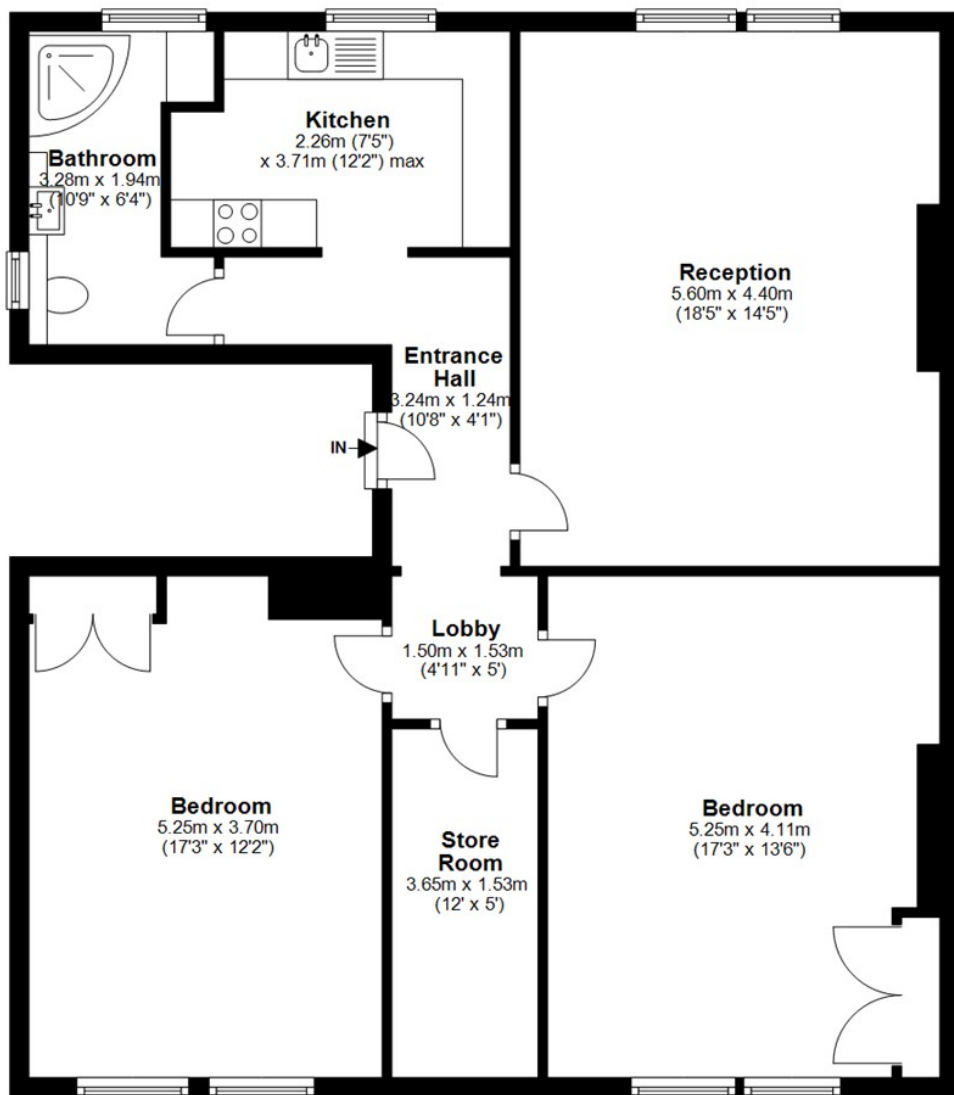 Kitchen
2.26m (7'5")
x 3.71m (12'2") max
Bathroom
3.28m x 1.94m
(10'9" x 6'4")
Reception
5.60m x 4.40m
(18'5" x 14'5")
Entrance
Hall
3.24m x 1.24m
(10'8" x 4'1")
IN
Lobby
1.50m x 1.53m
(4'11" x 5')
Bedroom
5.25m x 3.70m
(17'3" x 12'2")
Store
Room
3.65m x 1.53m
(12' x 5')
Bedroom
5.25m x 4.11m
(17'3" x 13'6")